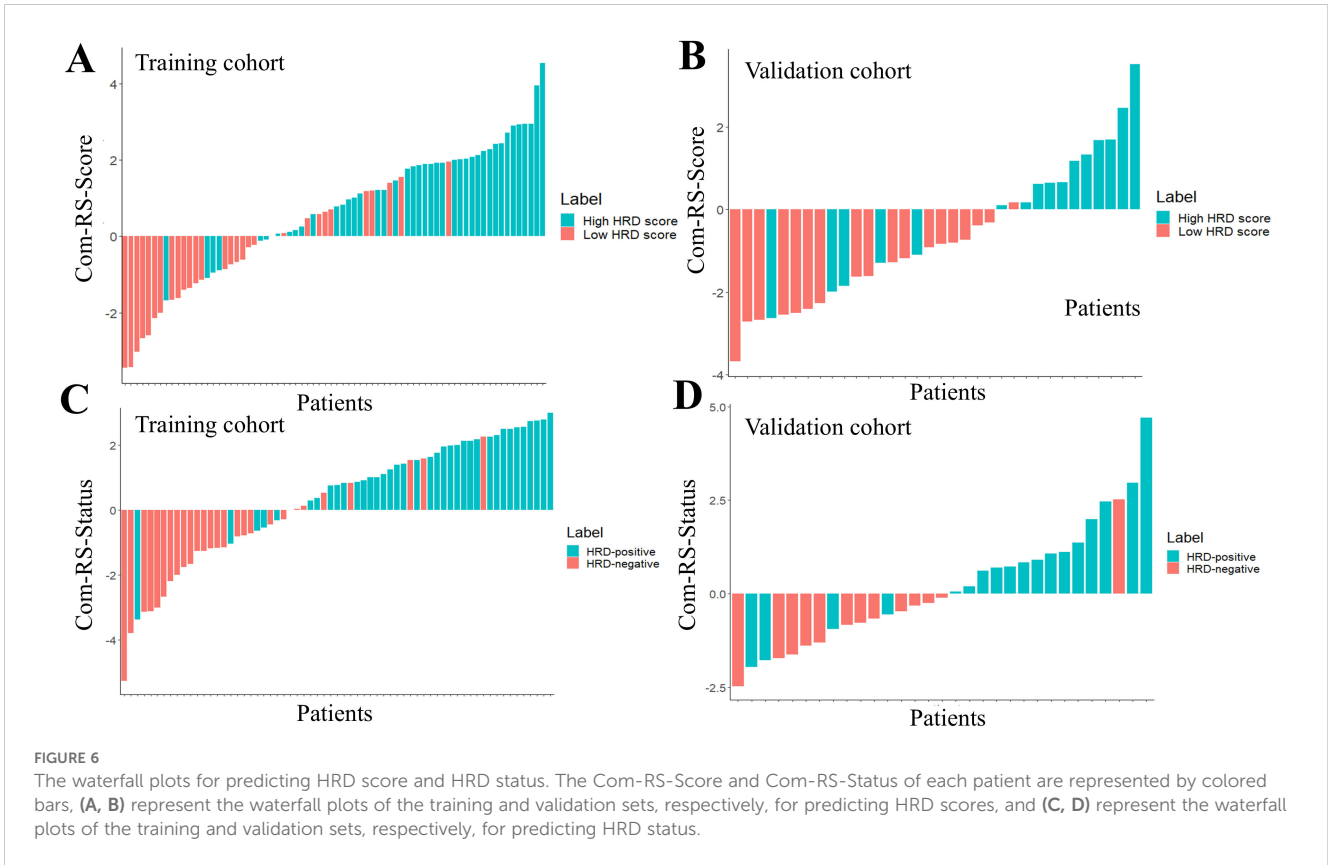 A
Training cohort
Com-RS-Score
4
2
0
-2
Patients
Label
High HRD score
Low HRD score
B
Validation cohort
Com-RS-Score
2
0
-2
-4
Patients
Patients
Label
High HRD score
Low HRD score
C
Training cohort
Com-RS-Status
2
0
-2
-4
Patients
Label
HRD-positive
HRD-negative
D
Validation cohort
Com-RS-Status
5.0
2.5
0.0
-2.5
Patients
Label
HRD-positive
HRD-negative
FIGURE 6
The waterfall plots for predicting HRD score and HRD status. The Com-RS-Score and Com-RS-Status of each patient are represented by colored
bars, (A, B) represent the waterfall plots of the training and validation sets, respectively, for predicting HRD scores, and (C, D) represent the waterfall
plots of the training and validation sets, respectively, for predicting HRD status.